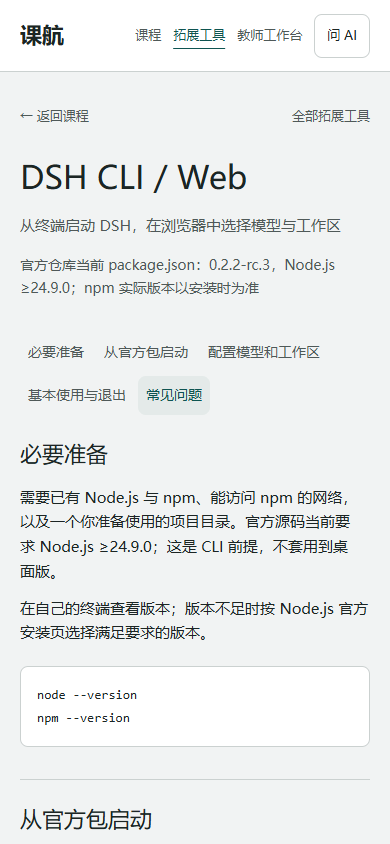 课航
课程 拓展工具 教师工作台 问 AI
← 返回课程 全部拓展工具
DSH CLI / Web
从终端启动 DSH，在浏览器中选择模型与工作区
官方仓库当前 package.json：0.2.2-rc.3，Node.js
≥24.9.0；npm 实际版本以安装时为准
必要准备 从官方包启动 配置模型和工作区
基本使用与退出 常见问题
必要准备
需要已有 Node.js 与 npm、能访问 npm 的网络，
以及一个你准备使用的项目目录。官方源码当前要
求 Node.js ≥24.9.0；这是 CLI 前提，不套用到桌
面版。
在自己的终端查看版本；版本不足时按 Node.js 官方
安装页选择满足要求的版本。
node --version
npm --version
从官方包启动